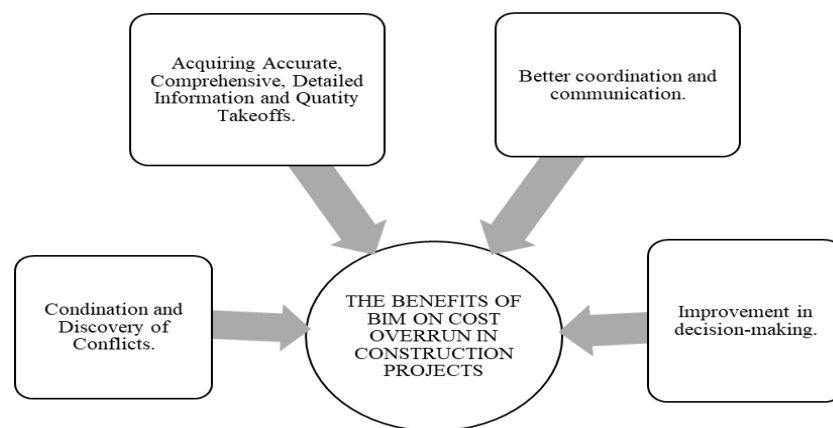 Acquiring Accurate,
Comprehensive, Detailed
Information and Quatity
Takeoffs.
Better coordination and
communication.
Condination and
Discovery of
Conflicts.
THE BENEFITS OF
BIM ON COST
OVERRUN IN
CONSTRUCTION
PROJECTS
Improvement in
decision-making.